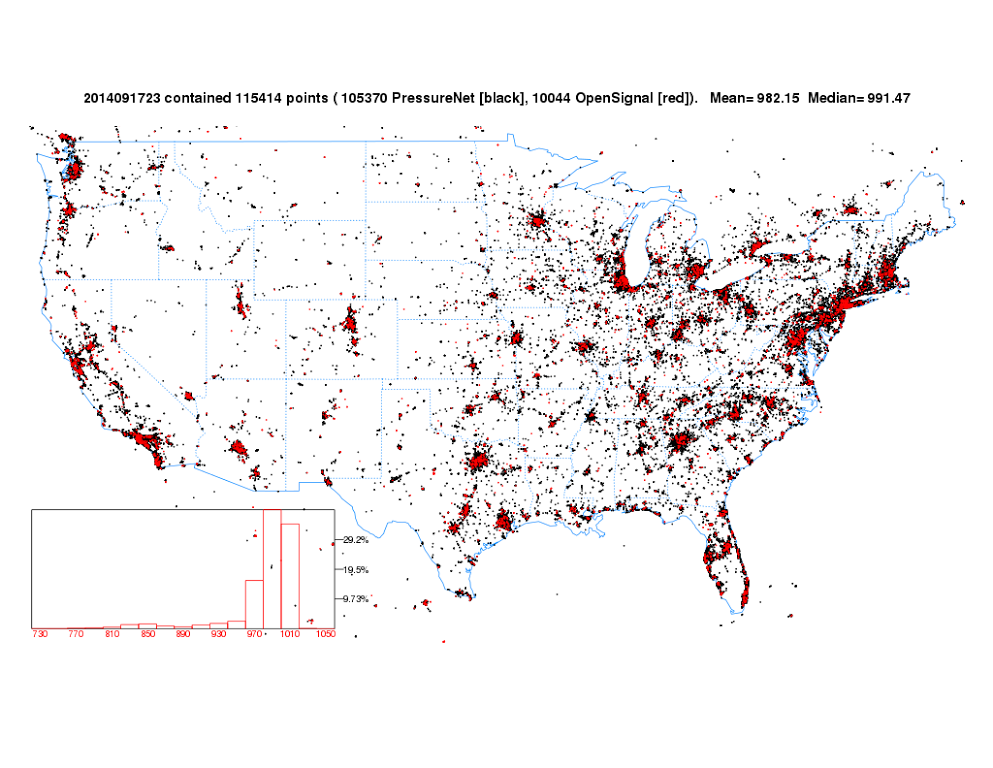 2014091723 contained 115414 points ( 105370 PressureNet [black], 10044 OpenSignal [red]). Mean= 982.15 Median= 991.47
29.2%
19.5%
9.73%
730 770 810 850 890 930 970 1010 1050